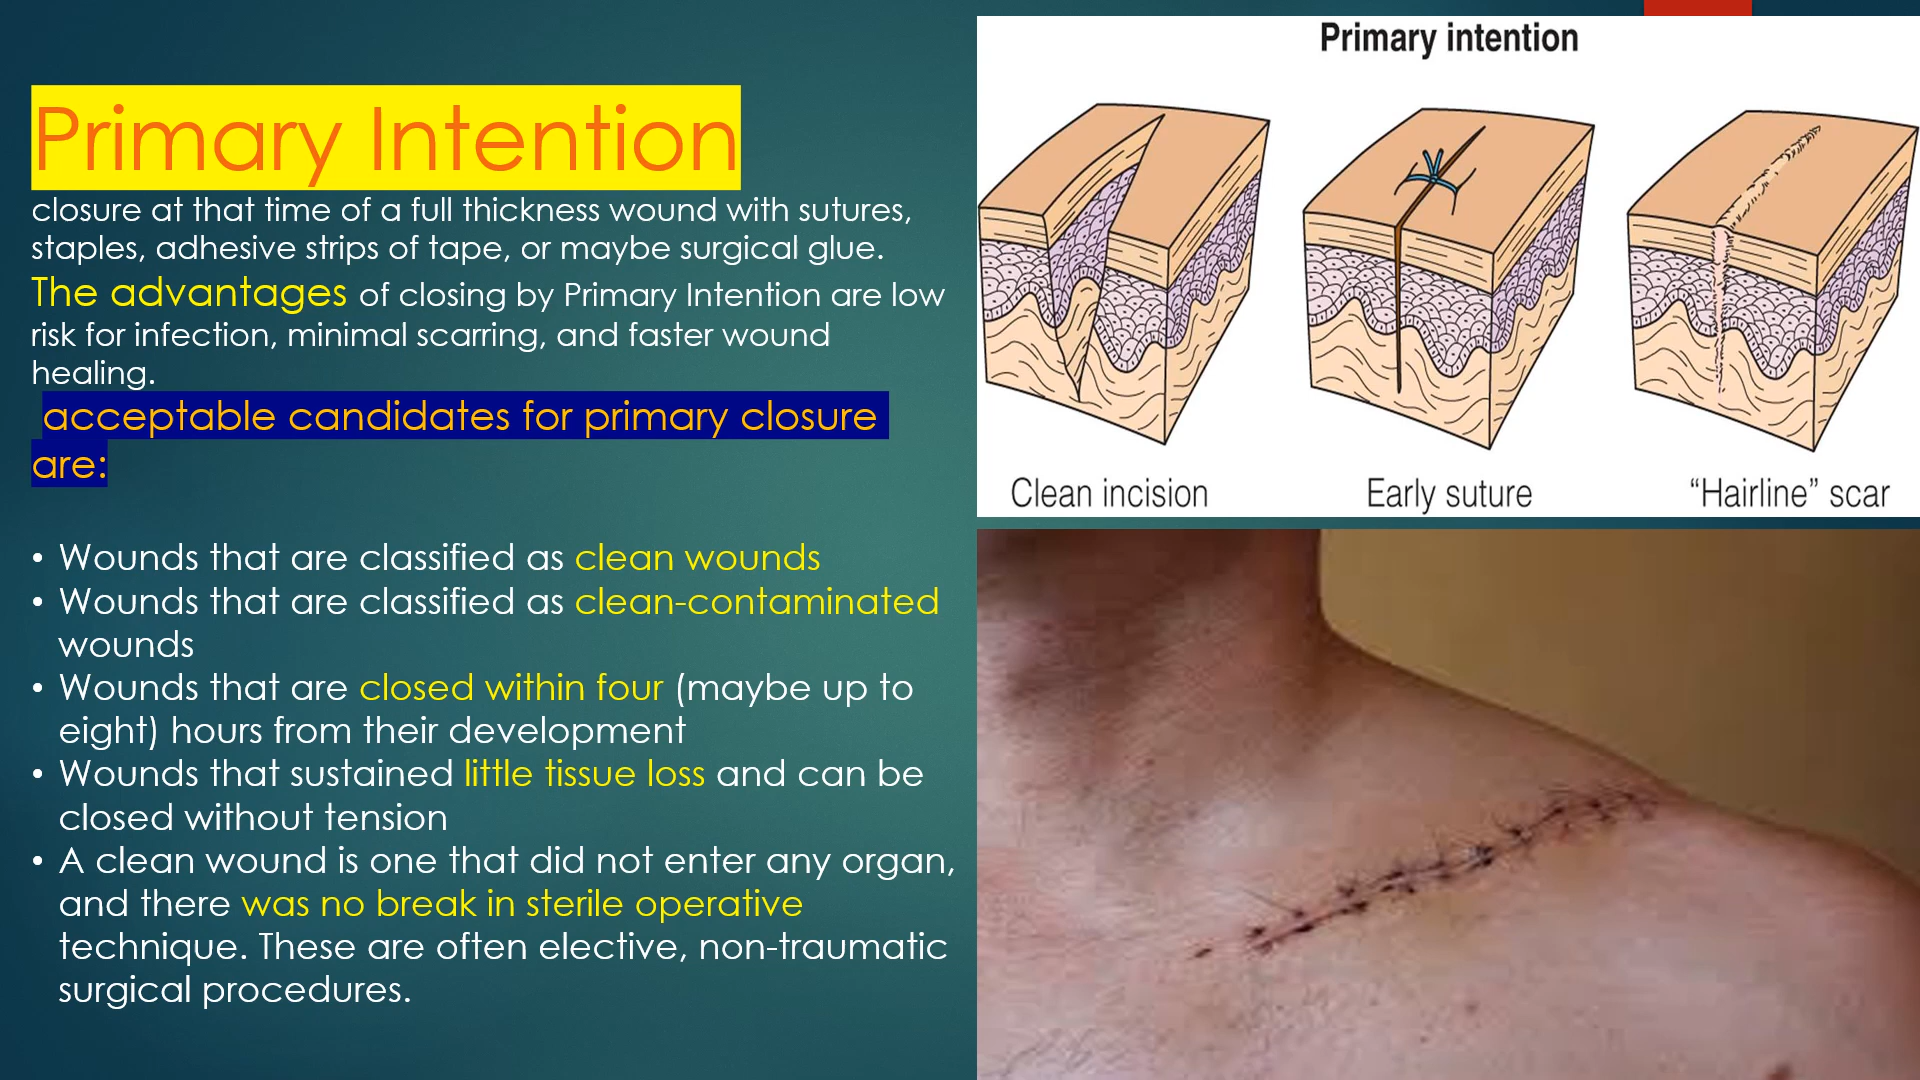 Primary Intention
closure at that time of a full thickness wound with sutures,
staples, adhesive strips of tape, or maybe surgical glue.
The advantages of closing by Primary Intention are low
risk for infection, minimal scarring, and faster wound
healing.
acceptable candidates for primary closure
are:
• Wounds that are classified as clean wounds
• Wounds that are classified as clean-contaminated
wounds
• Wounds that are closed within four (maybe up to
eight) hours from their development
• Wounds that sustained little tissue loss and can be
closed without tension
• A clean wound is one that did not enter any organ,
and there was no break in sterile operative
technique. These are often elective, non-traumatic
surgical procedures.
Primary intention
Clean incision
Early suture
“Hairline” scar